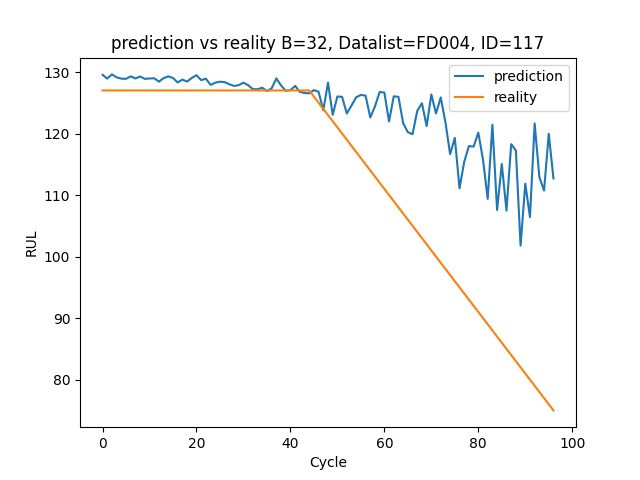 prediction vs reality B=32, Datalist=FD004, ID=117
130
120
110
100
90
80
RUL
prediction
reality
0
20
40
60
80
100
Cycle